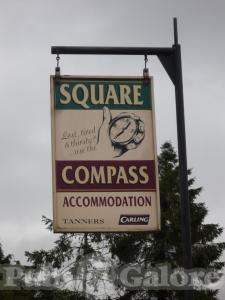 SQUARE
Lost, tired
& thirsty?
...use the
COMPASS
ACCOMMODATION
TANNERS CARLING
Pub Galore